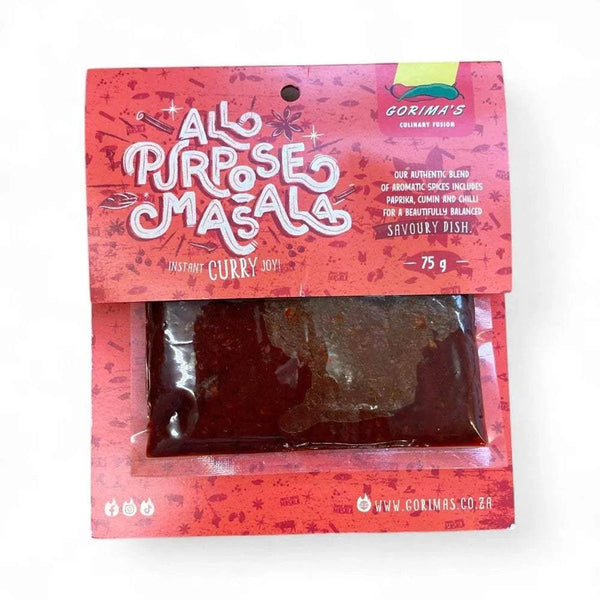 GORIMA'S
CULINARY FUSION
ALL
PURPOSE
MASALA
INSTANT CURRY JOY!
OUR AUTHENTIC BLEND
OF AROMATIC SPICES INCLUDES
PAPRIKA, CUMIN AND CHILLI
FOR A BEAUTIFULLY BALANCED
SAVOURY DISH.
75 g
WWW.GORIMAS.CO.ZA